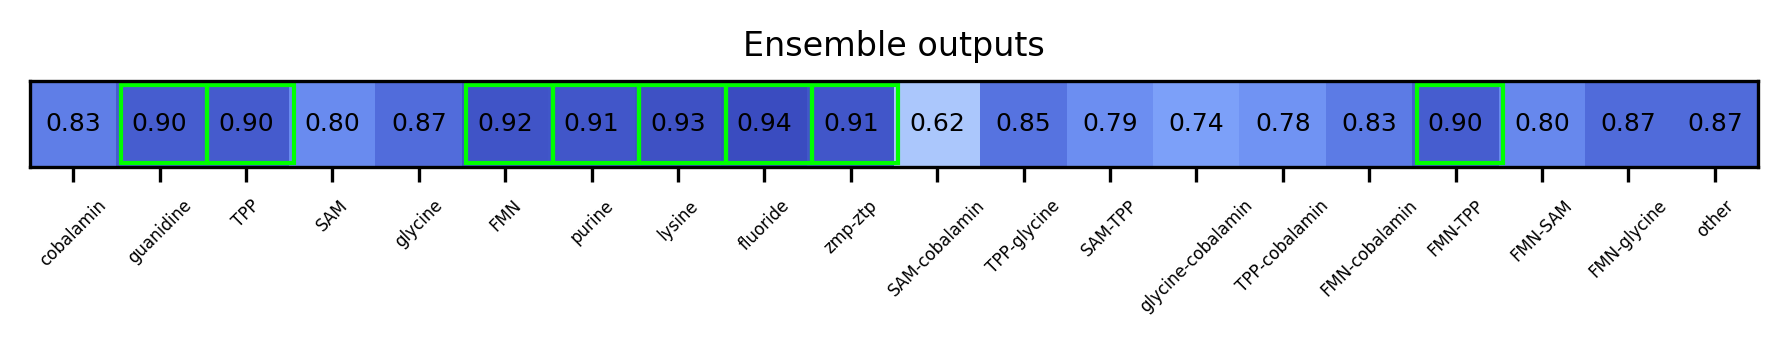 Ensemble outputs
0.83 0.90 0.90 0.80 0.87 0.92 0.91 0.93 0.94 0.91 0.62 0.85 0.79 0.74 0.78 0.83 0.90 0.80 0.87 0.87
cobalamin guanidine TPP SAM glycine FMN purine lysine fluoride zmp-ztp SAM-cobalamin TPP-glycine SAM-TPP glycine-cobalamin TPP-cobalamin FMN-cobalamin FMN-TPP FMN-SAM FMN-glycine other